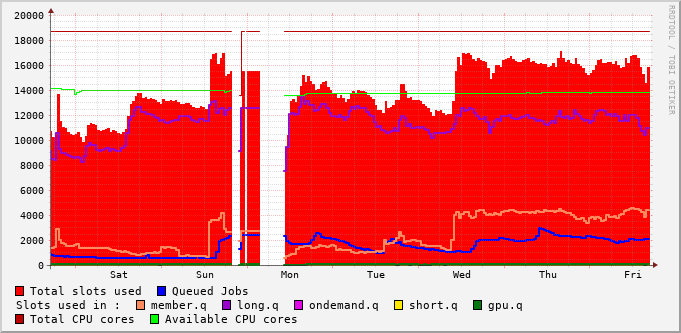 20000
18000
16000
14000
12000
10000
8000
6000
4000
2000
0
Sat Sun Mon Tue Wed Thu Fri
RRDTOOL / TOBI OETIKER
Total slots used Queued Jobs
Slots used in : member.q long.q ondemand.q short.q gpu.q
Total CPU cores Available CPU cores